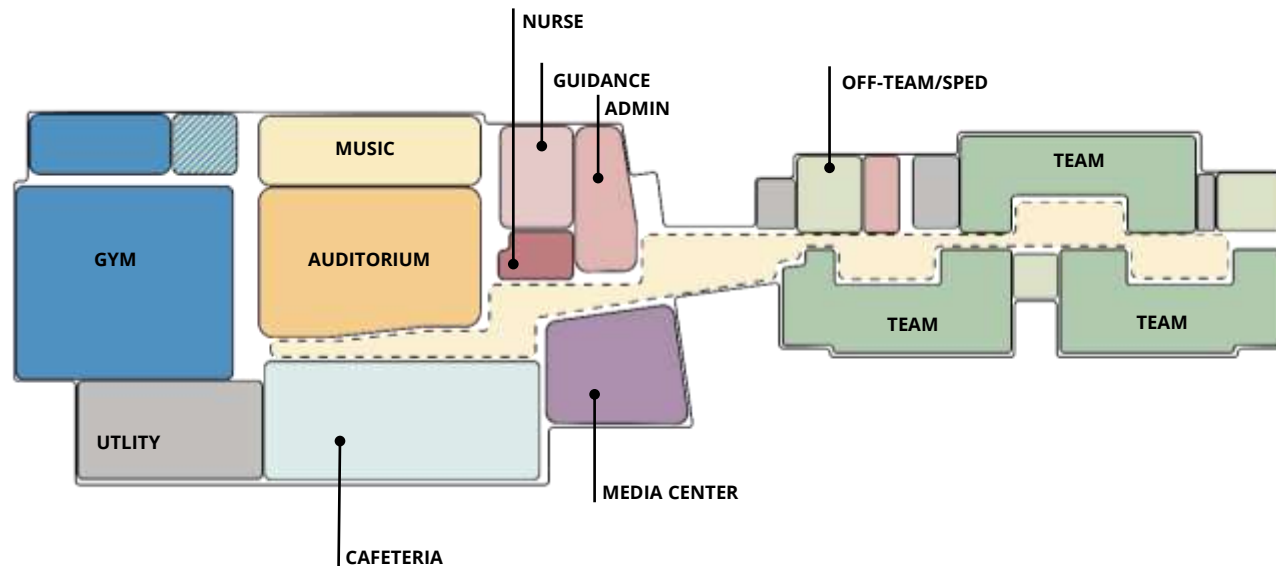 NURSE
GUIDANCE
ADMIN
OFF-TEAM/SPED
MUSIC
TEAM
GYM
AUDITORIUM
TEAM
TEAM
UTLITY
MEDIA CENTER
CAFETERIA